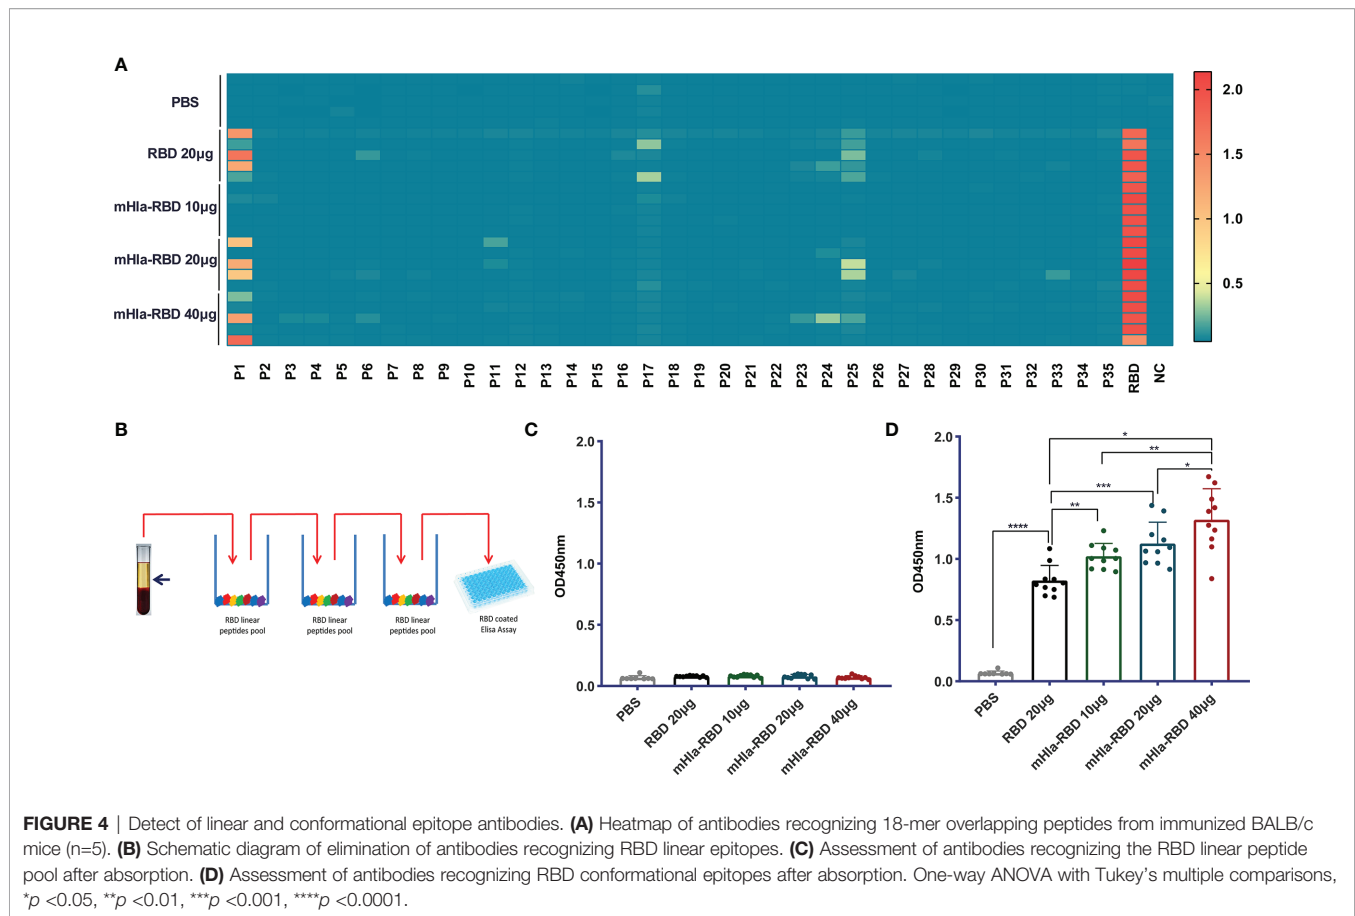 A
PBS
RBD 20μg
mHla-RBD 10μg
mHla-RBD 20μg
mHla-RBD 40μg
2.0
1.5
1.0
0.5
P1 P2 P3 P4 P5 P6 P7 P8 P9 P10 P11 P12 P13 P14 P15 P16 P17 P18 P19 P20 P21 P22 P23 P24 P25 P26 P27 P28 P29 P30 P31 P32 P33 P34 P35 RBD NC
B
RBD linear
peptides pool
RBD linear
peptides pool
RBD linear
peptides pool
RBD coated
Elisa Assay
C
OD450nm
2.0
1.5
1.0
0.5
0.0
PBS
RBD 20μg
mHla-RBD 10μg
mHla-RBD 20μg
mHla-RBD 40μg
D
OD450nm
2.0
1.5
1.0
0.5
0.0
*
**
*
***
**
****
PBS
RBD 20μg
mHla-RBD 10μg
mHla-RBD 20μg
mHla-RBD 40μg
FIGURE 4 | Detect of linear and conformational epitope antibodies. (A) Heatmap of antibodies recognizing 18-mer overlapping peptides from immunized BALB/c
mice (n=5). (B) Schematic diagram of elimination of antibodies recognizing RBD linear epitopes. (C) Assessment of antibodies recognizing the RBD linear peptide
pool after absorption. (D) Assessment of antibodies recognizing RBD conformational epitopes after absorption. One-way ANOVA with Tukey's multiple comparisons,
*p <0.05, **p <0.01, ***p <0.001, ****p <0.0001.